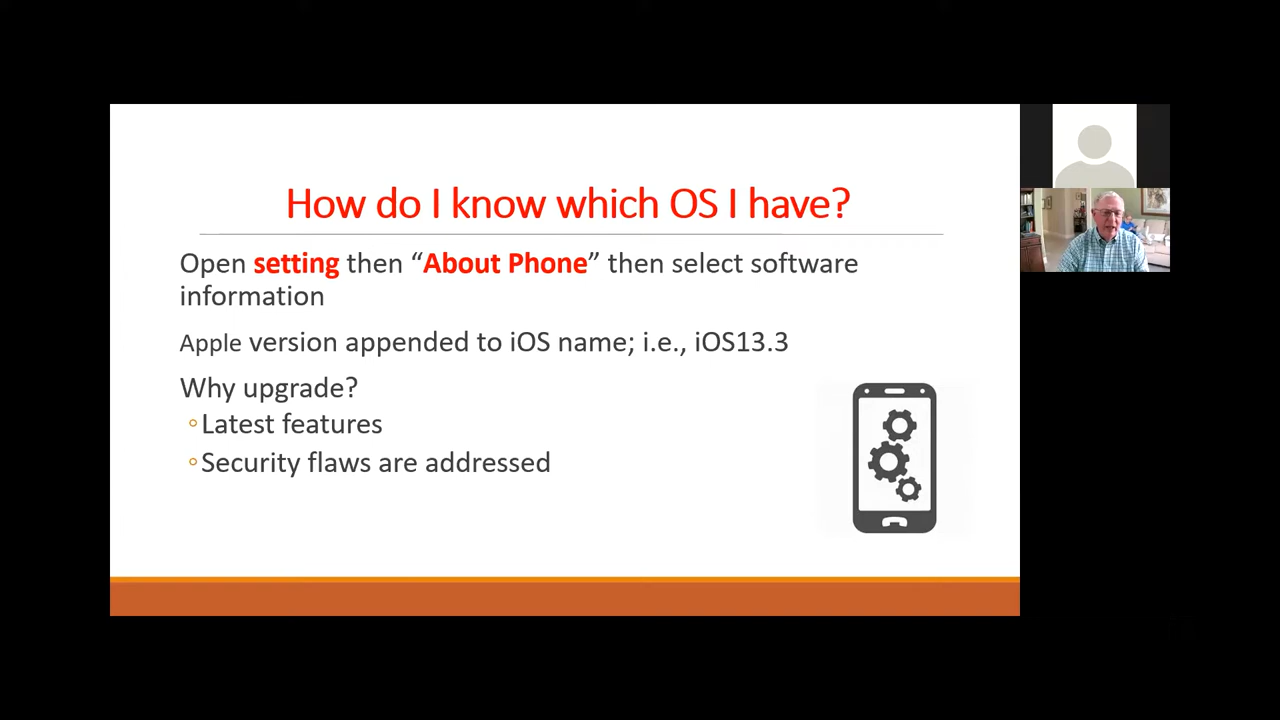 How do I know which OS I have?
Open setting then “About Phone” then select software
information
Apple version appended to iOS name; i.e., iOS13.3
Why upgrade?
Latest features
Security flaws are addressed